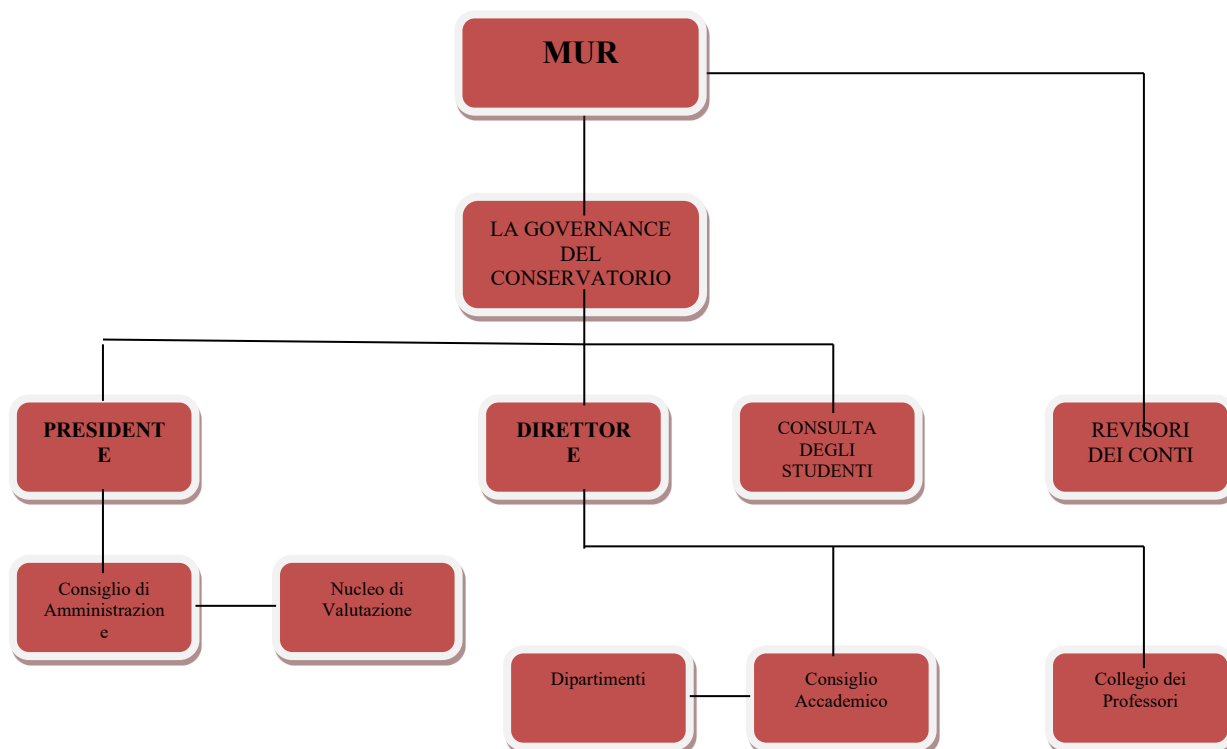 MUR
LA GOVERNANCE
DEL
CONSERVATORIO
PRESIDENT
E
DIRETTOR
E
CONSULTA
DEGLI
STUDENTI
REVISORI
DEI CONTI
Consiglio di
Amministrazion
e
Nucleo di
Valutazione
Dipartimenti
Consiglio
Accademico
Collegio dei
Professori